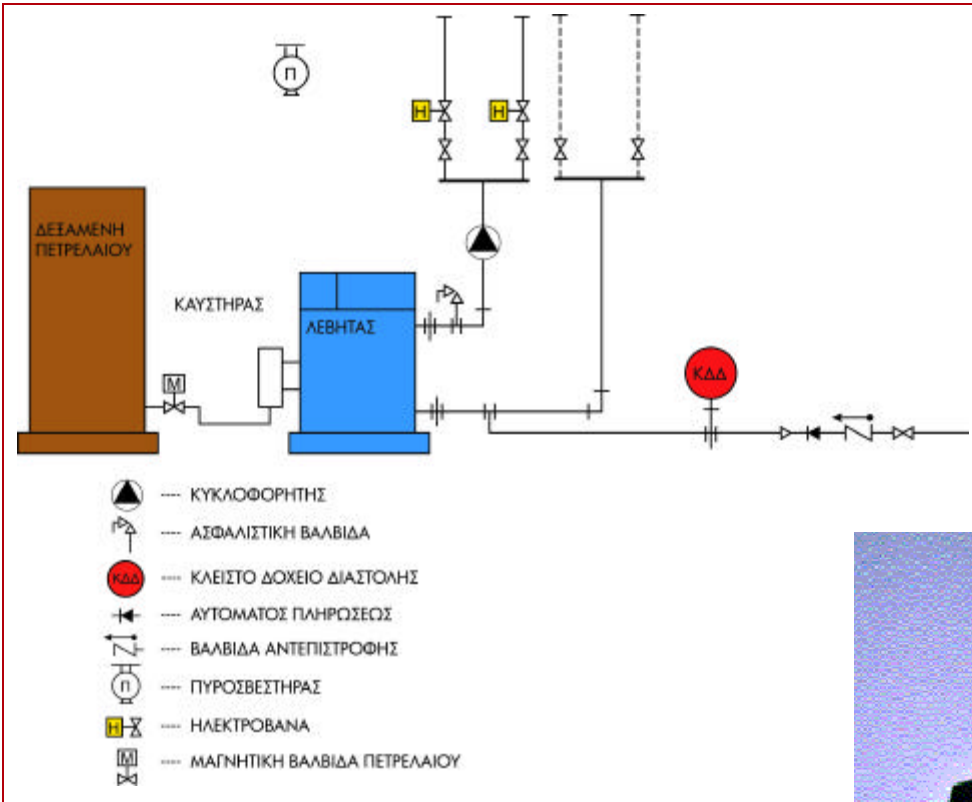 Π
Η
Η
ΔΕΞΑΜΕΝΗ
ΠΕΤΡΕΛΑΙΟΥ
ΚΑΥΣΤΗΡΑΣ
ΛΕΒΗΤΑΣ
Μ
ΚΔΔ
---- ΚΥΚΛΟΦΟΡΗΤΗΣ
---- ΑΣΦΑΛΙΣΤΙΚΗ ΒΑΛΒΙΔΑ
ΚΔΔ ---- ΚΛΕΙΣΤΟ ΔΟΧΕΙΟ ΔΙΑΣΤΟΛΗΣ
---- ΑΥΤΟΜΑΤΟΣ ΠΛΗΡΩΣΕΩΣ
---- ΒΑΛΒΙΔΑ ΑΝΤΕΠΙΣΤΡΟΦΗΣ
Π ---- ΠΥΡΟΣΒΕΣΤΗΡΑΣ
Η ---- ΗΛΕΚΤΡΟΒΑΝΑ
Μ ---- ΜΑΓΝΗΤΙΚΗ ΒΑΛΒΙΔΑ ΠΕΤΡΕΛΑΙΟΥ